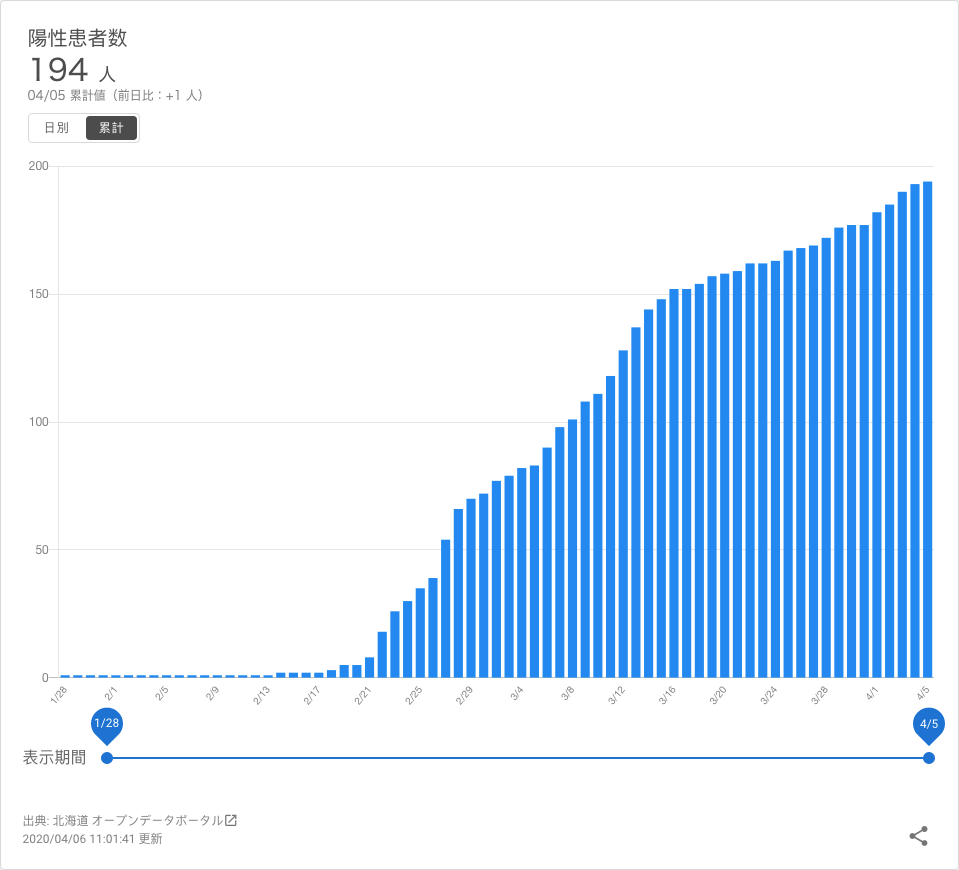 陽性患者数
194 人
04/05 累計値（前日比：+1 人）
日別 累計
200
150
100
50
0
1/28 2/1 2/5 2/9 2/13 2/17 2/21 2/25 2/29 3/4 3/8 3/12 3/16 3/20 3/24 3/28 4/1 4/5
1/28 4/5
表示期間
出典: 北海道 オープンデータポータル
2020/04/06 11:01:41 更新